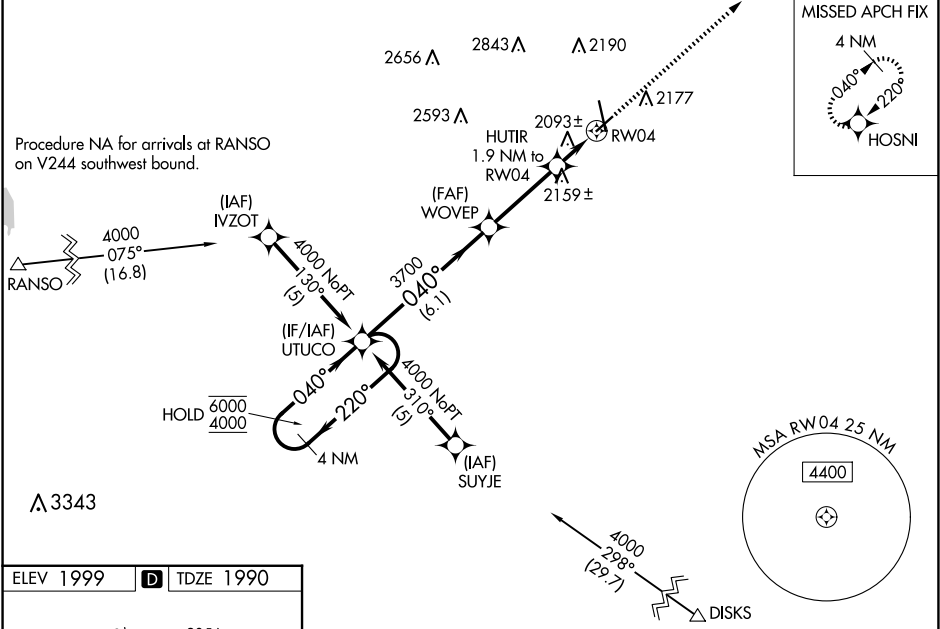 MISSED APCH FIX
4 NM
040°
220°
HOSNI
2656
2843
2190
2593
2177
2093±
RW04
HUTIR
1.9 NM to
RW04
2159±
Procedure NA for arrivals at RANSO
on V244 southwest bound.
(FAF)
WOVEP
(IAF)
IVZOT
4000
075°
(16.8)
RANSO
4000 NoPT
130°
(5)
3700
040°
(6.1)
(IF/IAF)
UTUCO
040°
220°
4000 NoPT
310°
(5)
HOLD
6000
4000
4 NM
(IAF)
SUYJE
3343
MSA RW04 25 NM
4400
4000
298°
(29.7)
DISKS
ELEV 1999
D
TDZE 1990